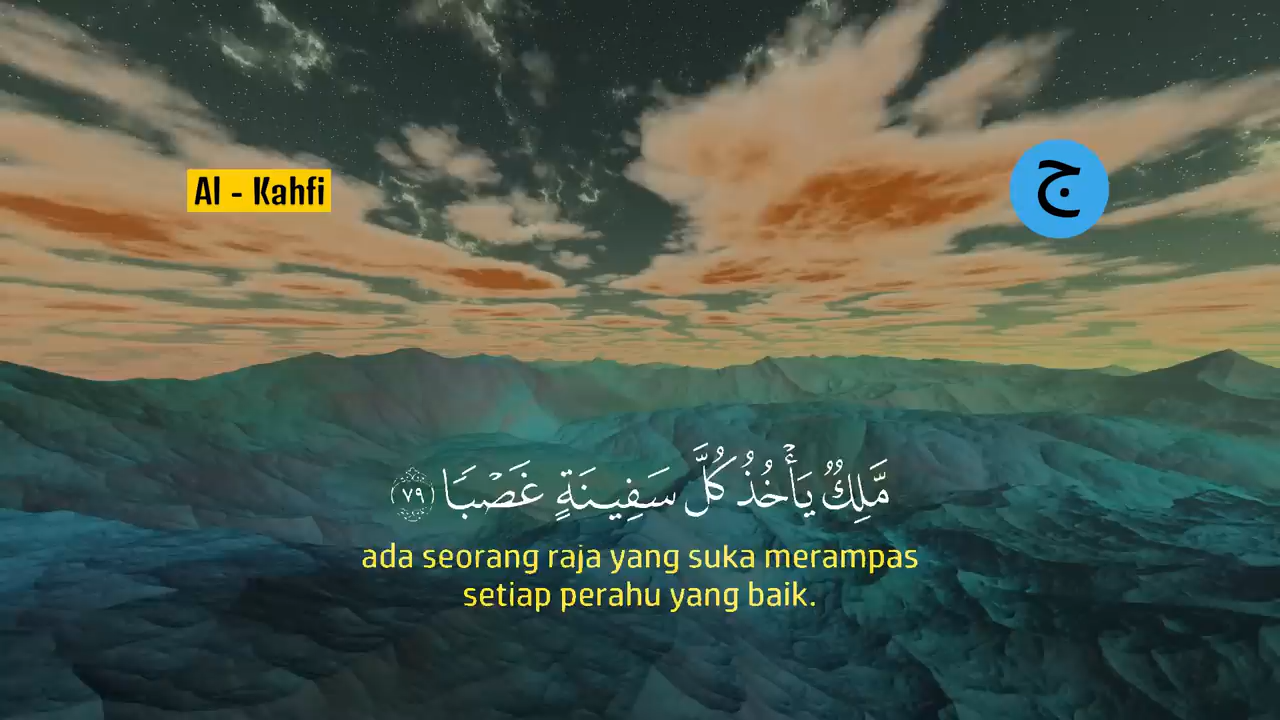 Al - Kahfi
ج
مَّلِكٌ يَأْخُذُ كُلَّ سَفِينَةٍ غَصْبًا ﴿٧٩﴾
ada seorang raja yang suka merampas
setiap perahu yang baik.